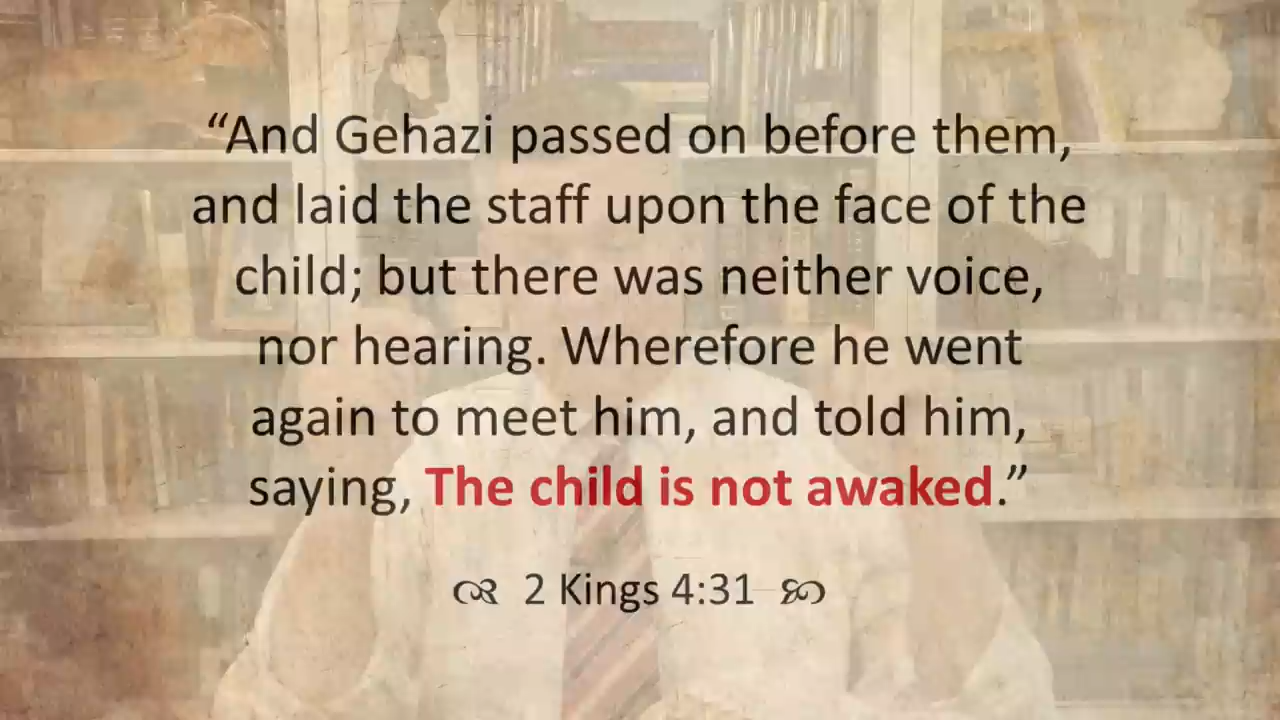 “And Gehazi passed on before them,
and laid the staff upon the face of the
child; but there was neither voice,
nor hearing. Wherefore he went
again to meet him, and told him,
saying, The child is not awaked.”
2 Kings 4:31